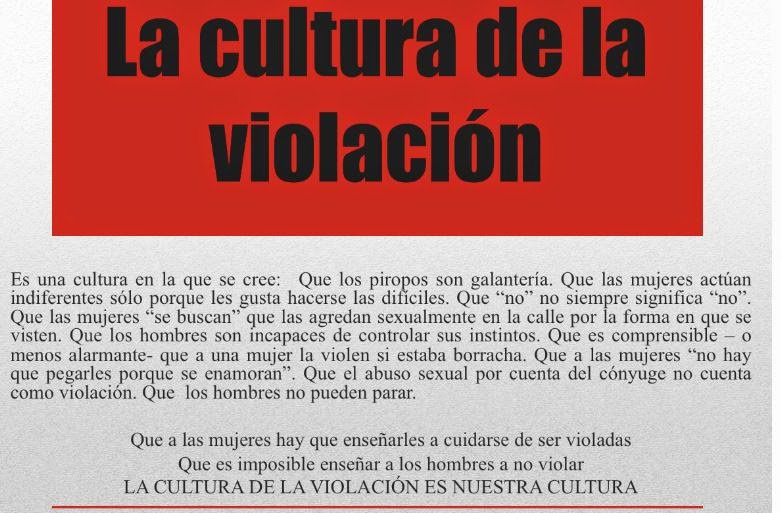 La cultura de la
violación
Es una cultura en la que se cree:  Que los piropos son galantería. Que las mujeres actúan
indiferentes sólo porque les gusta hacerse las difíciles. Que “no” no siempre significa “no”.
Que las mujeres “se buscan” que las agredan sexualmente en la calle por la forma en que se
visten. Que los hombres son incapaces de controlar sus instintos. Que es comprensible – o
menos alarmante- que a una mujer la violen si estaba borracha. Que a las mujeres “no hay
que pegarles porque se enamoran”. Que el abuso sexual por cuenta del cónyuge no cuenta
como violación. Que  los hombres no pueden parar.
Que a las mujeres hay que enseñarles a cuidarse de ser violadas
Que es imposible enseñar a los hombres a no violar
LA CULTURA DE LA VIOLACIÓN ES NUESTRA CULTURA